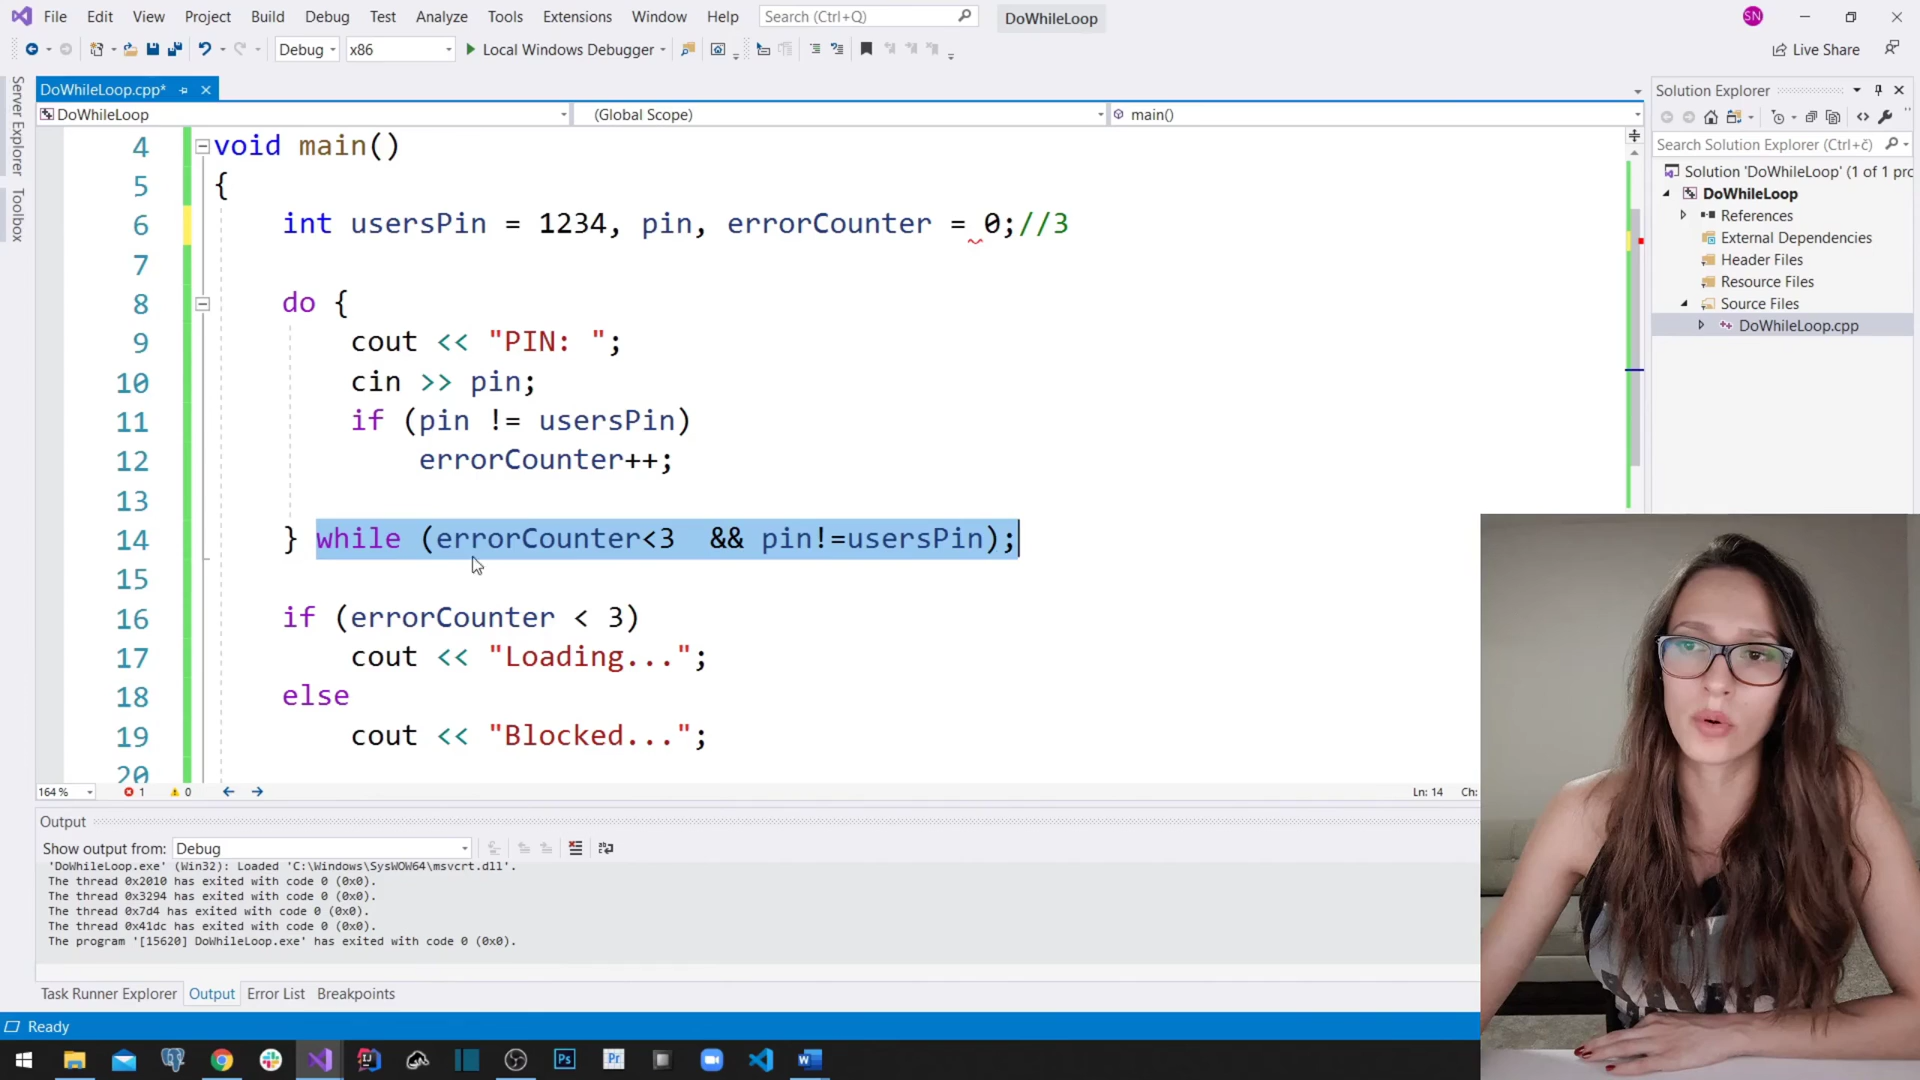 File Edit View Project Build Debug Test Analyze Tools Extensions Window Help Search (Ctrl+Q) DoWhileLoop SN
Debug x86 Local Windows Debugger Live Share
Server Explorer
Toolbox
DoWhileLoop.cpp*
DoWhileLoop (Global Scope) main()
4 void main()
5 {
6 int usersPin = 1234, pin, errorCounter = 0;//3
7
8 do {
9 cout << "PIN: ";
10 cin >> pin;
11 if (pin != usersPin)
12 errorCounter++;
13
14 } while (errorCounter<3 && pin!=usersPin);
15
16 if (errorCounter < 3)
17 cout << "Loading...";
18 else
19 cout << "Blocked...";
20
164 % 1 0 Ln: 14 Ch:
Solution Explorer
Search Solution Explorer (Ctrl+č)
Solution 'DoWhileLoop' (1 of 1 pro
DoWhileLoop
References
External Dependencies
Header Files
Resource Files
Source Files
DoWhileLoop.cpp
Output
Show output from: Debug
'DoWhileLoop.exe' (Win32): Loaded 'C:\Windows\SysWOW64\msvcrt.dll'.
The thread 0x2010 has exited with code 0 (0x0).
The thread 0x3294 has exited with code 0 (0x0).
The thread 0x7d4 has exited with code 0 (0x0).
The thread 0x41dc has exited with code 0 (0x0).
The program '[15620] DoWhileLoop.exe' has exited with code 0 (0x0).
Task Runner Explorer Output Error List Breakpoints
Ready
Ps Pr